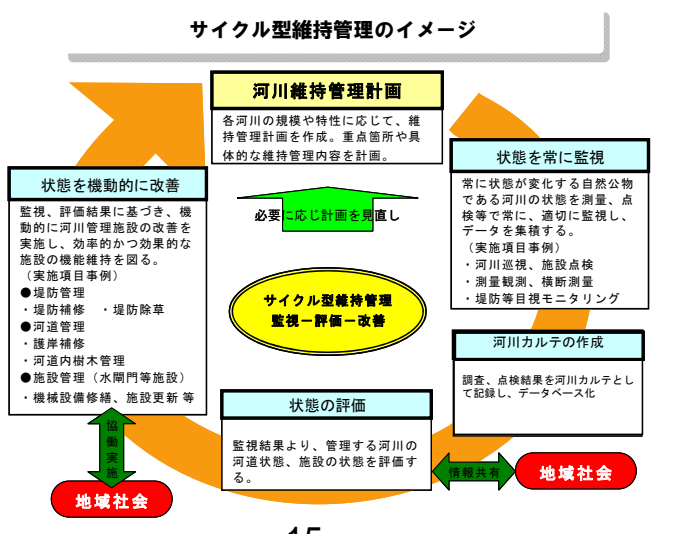 サイクル型維持管理のイメージ
河川維持管理計画
各河川の規模や特性に応じて、維
持管理計画を作成。重点箇所や具
体的な維持管理内容を計画。
状態を常に監視
常に状態が変化する自然公物
である河川の状態を測量、点
検等で常に、適切に監視し、
データを集積する。
（実施項目事例）
・河川巡視、施設点検
・測量観測、横断測量
・堤防等目視モニタリング
河川カルテの作成
調査、点検結果を河川カルテとし
て記録し、データベース化
状態の評価
監視結果より、管理する河川の
河道状態、施設の状態を評価す
る。
情報共有
地域社会
状態を機動的に改善
監視、評価結果に基づき、機
動的に河川管理施設の改善を
実施し、効率的かつ効果的な
施設の機能維持を図る。
（実施項目事例）
●堤防管理
・堤防補修　・堤防除草
●河道管理
・護岸補修
・河道内樹木管理
●施設管理（水閘門等施設）
・機械設備修繕、施設更新 等
協働実施
地域社会
必要に応じ計画を見直し
サイクル型維持管理
監視－評価－改善